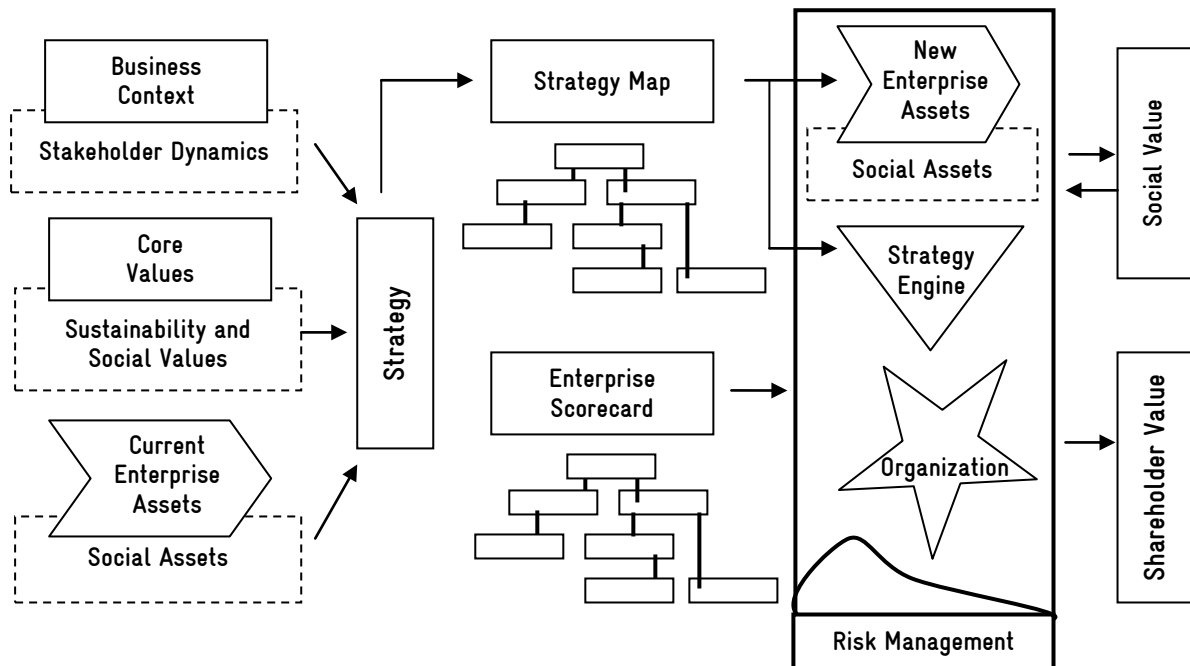 Business
Context
Stakeholder Dynamics
Core
Values
Sustainability and
Social Values
Current
Enterprise
Assets
Social Assets
Strategy
Strategy Map
Enterprise
Scorecard
New
Enterprise
Assets
Social Assets
Strategy
Engine
Organization
Risk Management
Social Value
Shareholder Value